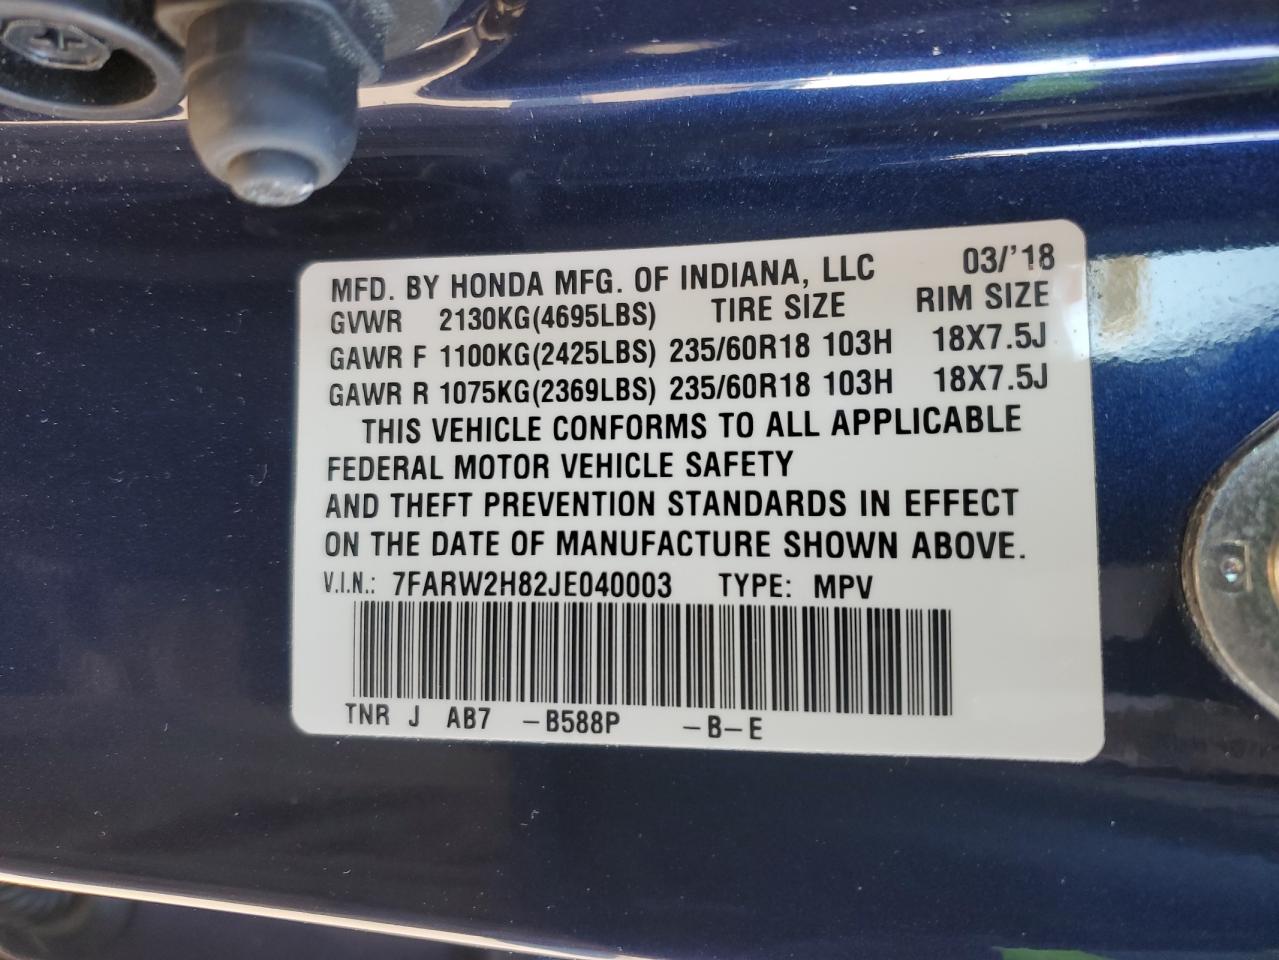 MFD. BY HONDA MFG. OF INDIANA, LLC 03/'18
GVWR 2130KG(4695LBS) TIRE SIZE RIM SIZE
GAWR F 1100KG(2425LBS) 235/60R18 103H 18X7.5J
GAWR R 1075KG(2369LBS) 235/60R18 103H 18X7.5J
THIS VEHICLE CONFORMS TO ALL APPLICABLE
FEDERAL MOTOR VEHICLE SAFETY
AND THEFT PREVENTION STANDARDS IN EFFECT
ON THE DATE OF MANUFACTURE SHOWN ABOVE.
V.I.N.: 7FARW2H82JE040003 TYPE: MPV
TNR J AB7 -B588P -B-E